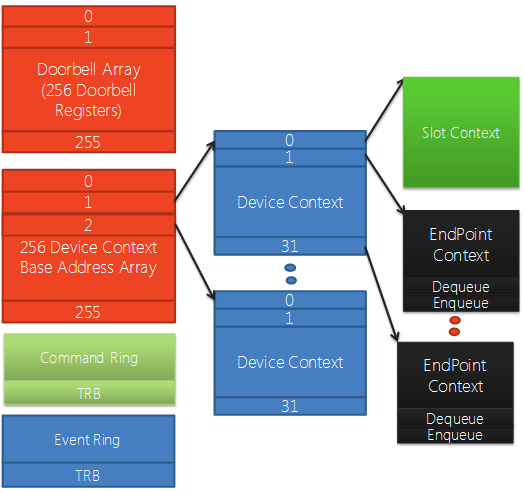 0
1
Doorbell Array
(256 Doorbell
Registers)
255
0
1
2
256 Device Context
Base Address Array
255
Command Ring
TRB
Event Ring
TRB
0
1
Device Context
31
0
1
Device Context
31
Slot Context
EndPoint
Context
Dequeue
Enqueue
EndPoint
Context
Dequeue
Enqueue